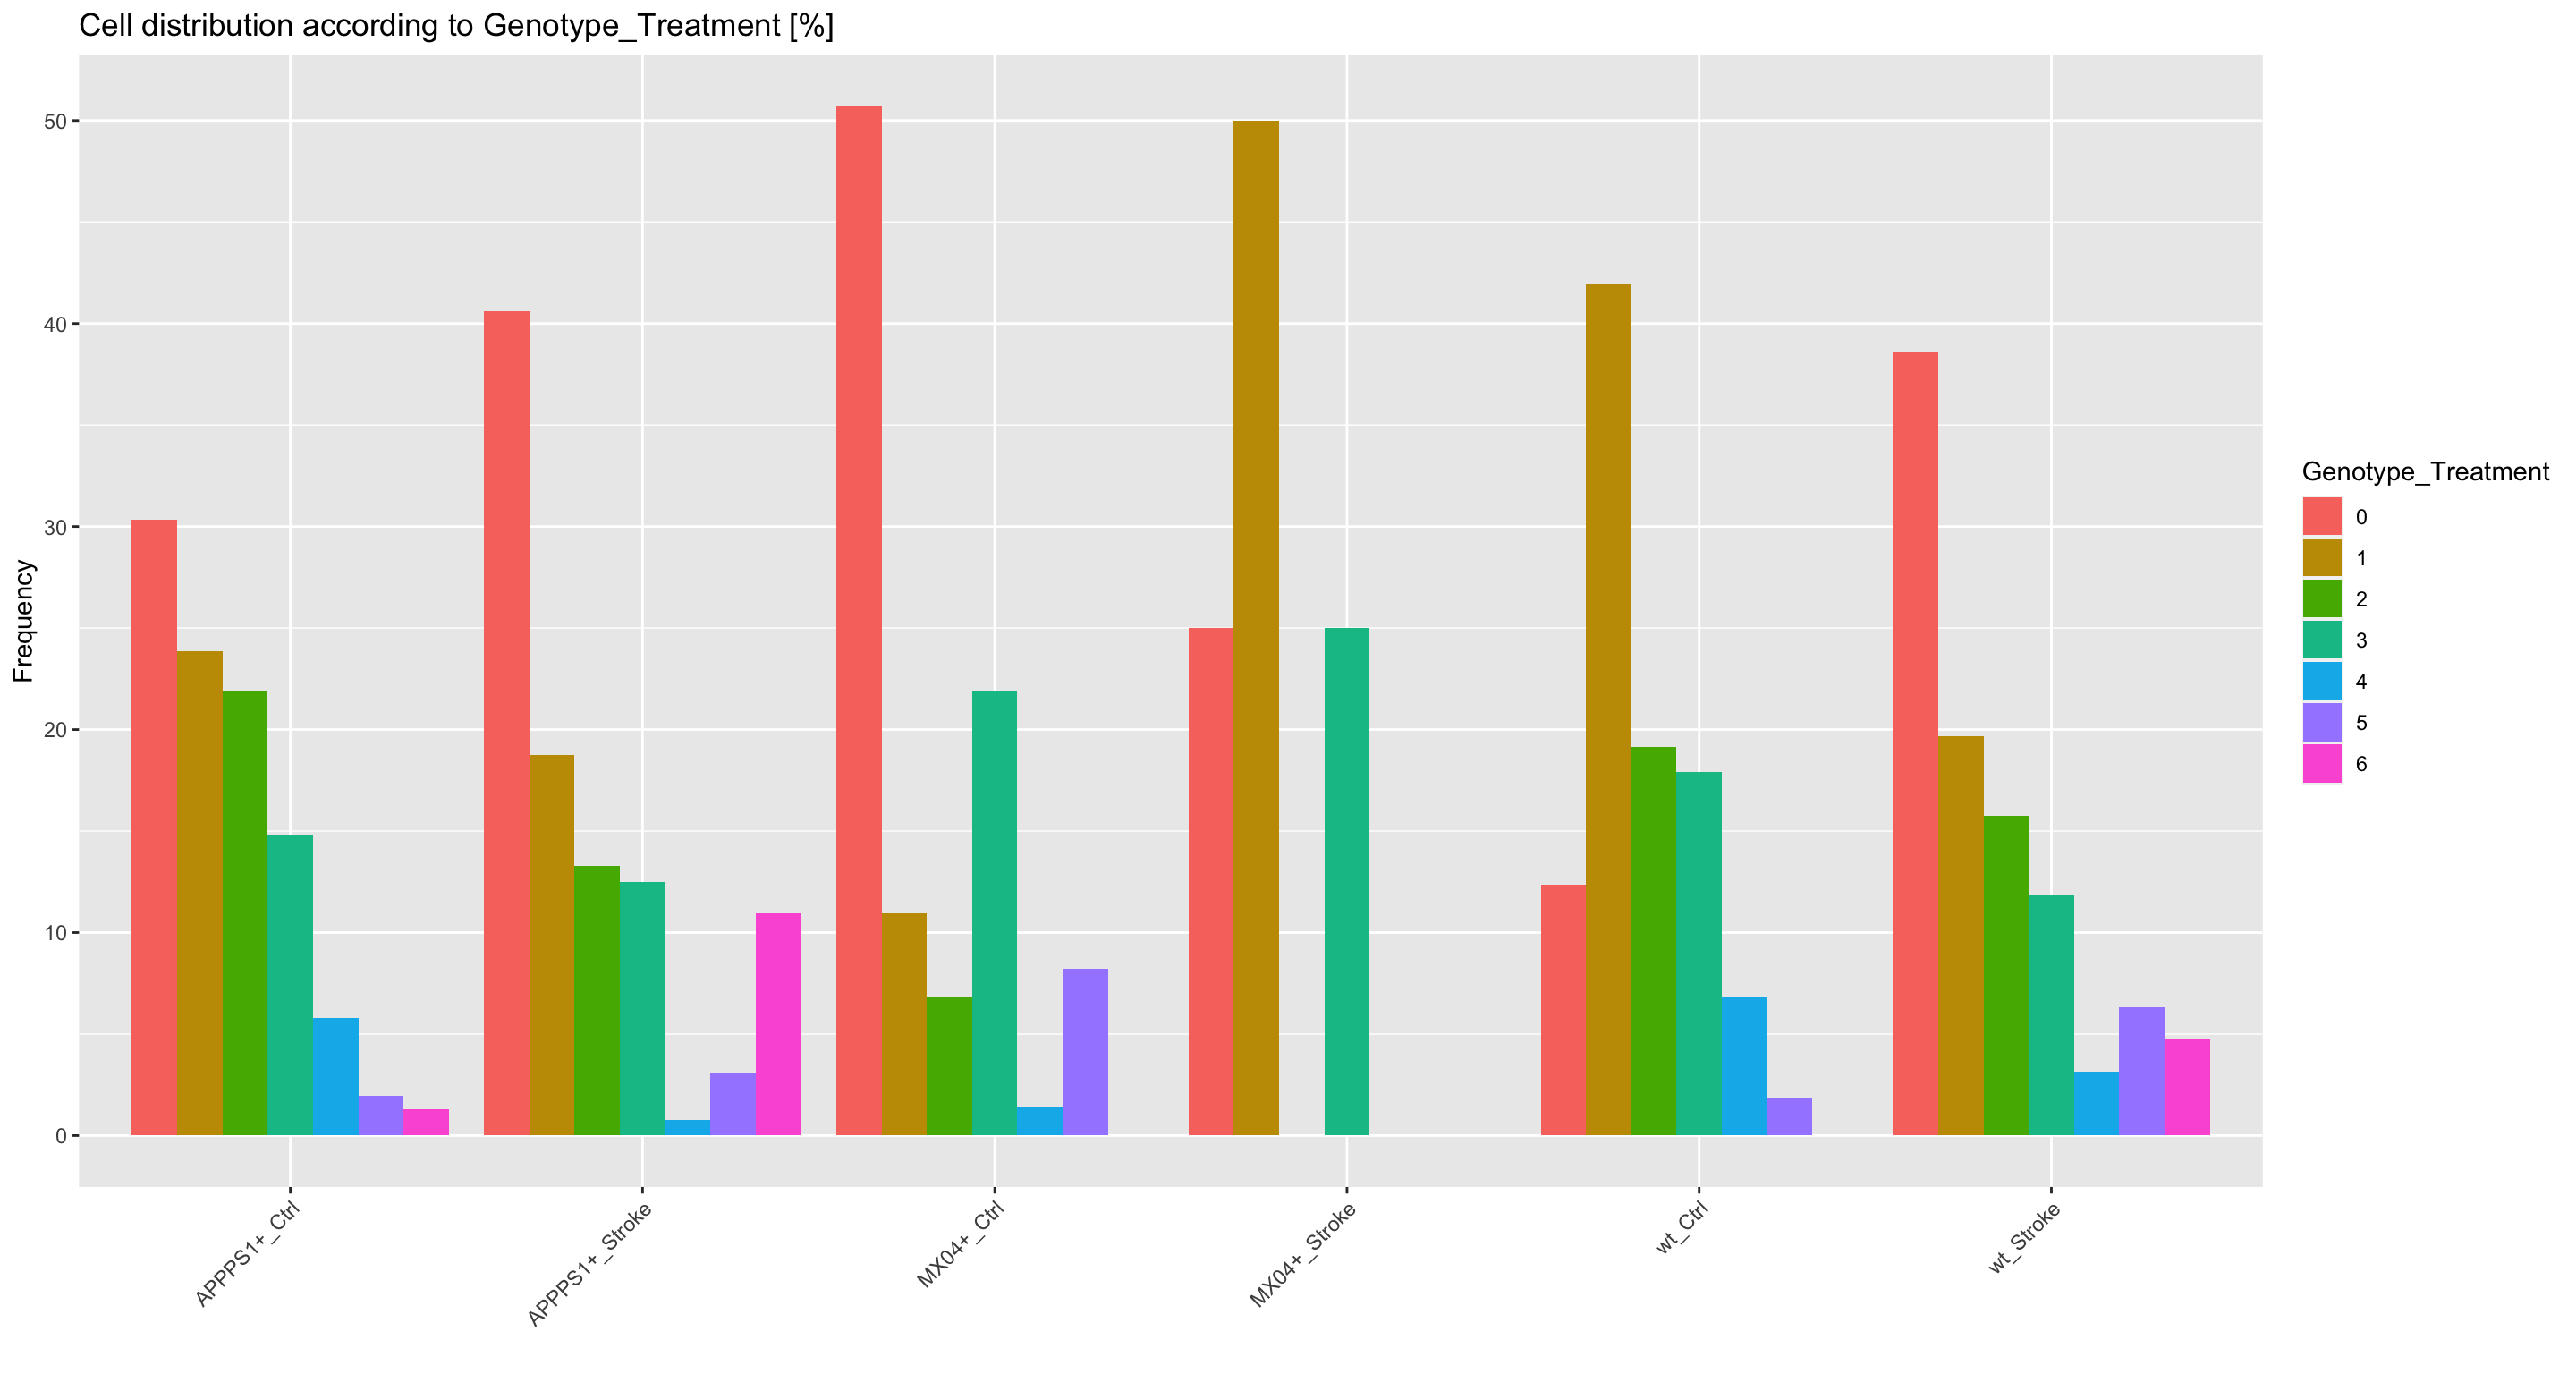 Cell distribution according to Genotype_Treatment [%]
50
40
30
20
10
0
Frequency
APPPS1+_Ctrl
APPPS1+_Stroke
MX04+_Ctrl
MX04+_Stroke
wt_Ctrl
wt_Stroke
Genotype_Treatment
0
1
2
3
4
5
6